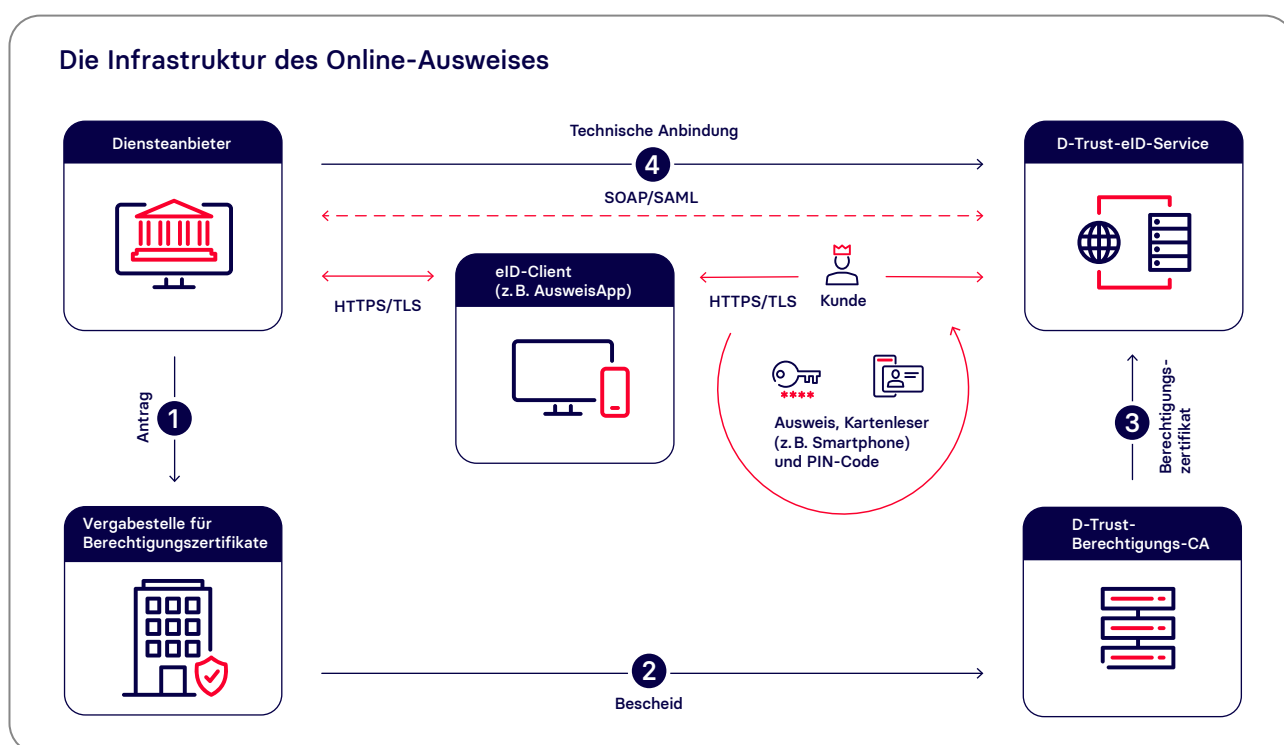 Die Infrastruktur des Online-Ausweises
Diensteanbieter
Technische Anbindung
4
SOAP/SAML
D-Trust-eID-Service
HTTPS/TLS
eID-Client
(z. B. AusweisApp)
HTTPS/TLS
Kunde
****
Ausweis, Kartenleser
(z. B. Smartphone)
und PIN-Code
Antrag
1
3
Berechtigungs-
zertifikat
Vergabestelle für
Berechtigungszertifikate
D-Trust-
Berechtigungs-CA
2
Bescheid